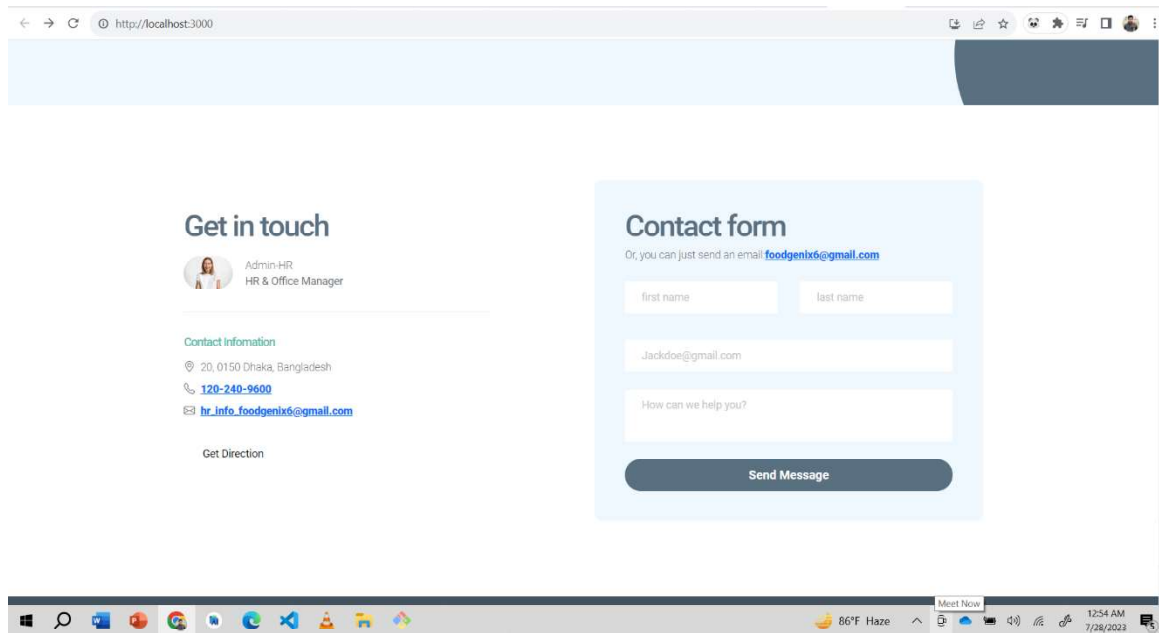 http://localhost:3000
Get in touch
Admin-HR
HR & Office Manager
Contact Infomation
20, 0150 Dhaka, Bangladesh
120-240-9600
hr_info_foodgenix6@gmail.com
Get Direction
Contact form
Or, you can just send an email foodgenix6@gmail.com
first name last name
Jackdoe@gmail.com
How can we help you?
Send Message
Meet Now
86°F Haze
12:54 AM
7/28/2023